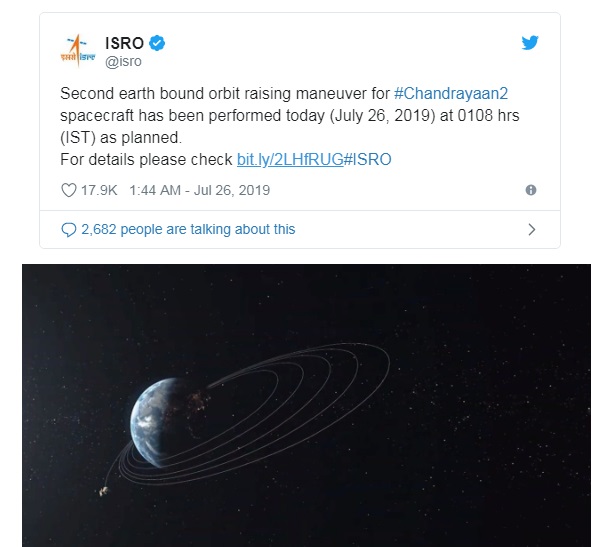 इसरो isro
ISRO
@isro
Second earth bound orbit raising maneuver for #Chandrayaan2
spacecraft has been performed today (July 26, 2019) at 0108 hrs
(IST) as planned.
For details please check bit.ly/2LHfRUG#ISRO
17.9K 1:44 AM - Jul 26, 2019
2,682 people are talking about this